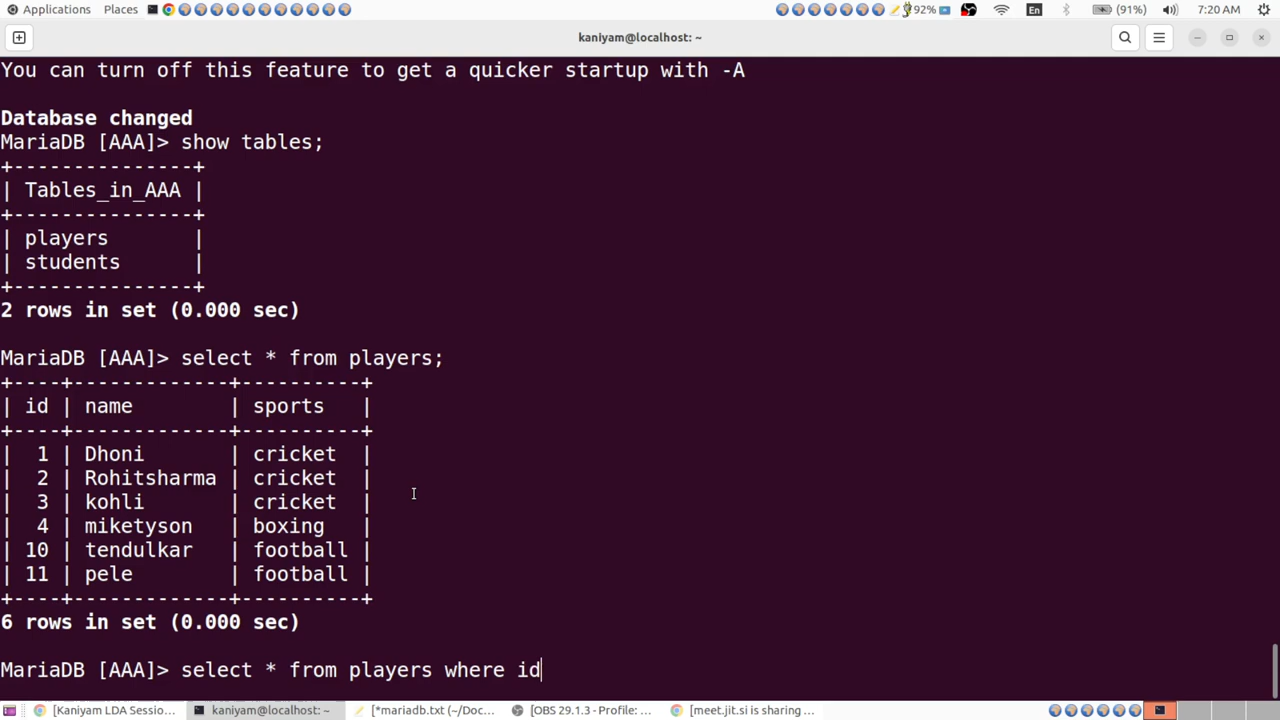 Applications Places 92% En (91%) 7:20 AM
kaniyam@localhost: ~
You can turn off this feature to get a quicker startup with -A
Database changed
MariaDB [AAA]> show tables;
+---------------+
| Tables_in_AAA |
+---------------+
| players       |
| students      |
+---------------+
2 rows in set (0.000 sec)
MariaDB [AAA]> select * from players;
+----+-------------+----------+
| id | name        | sports   |
+----+-------------+----------+
|  1 | Dhoni       | cricket  |
|  2 | Rohitsharma | cricket  |
|  3 | kohli       | cricket  |
|  4 | miketyson   | boxing   |
| 10 | tendulkar   | football |
| 11 | pele        | football |
+----+-------------+----------+
6 rows in set (0.000 sec)
MariaDB [AAA]> select * from players where id
[Kaniyam LDA Sessio... kaniyam@localhost: ~ [*mariadb.txt (~/Doc... [OBS 29.1.3 - Profile: ... [meet.jit.si is sharing ...